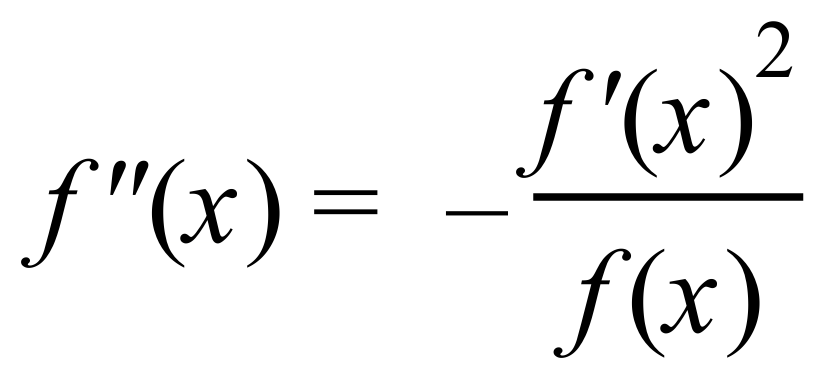 f″(x) = − f′(x)² / f(x)